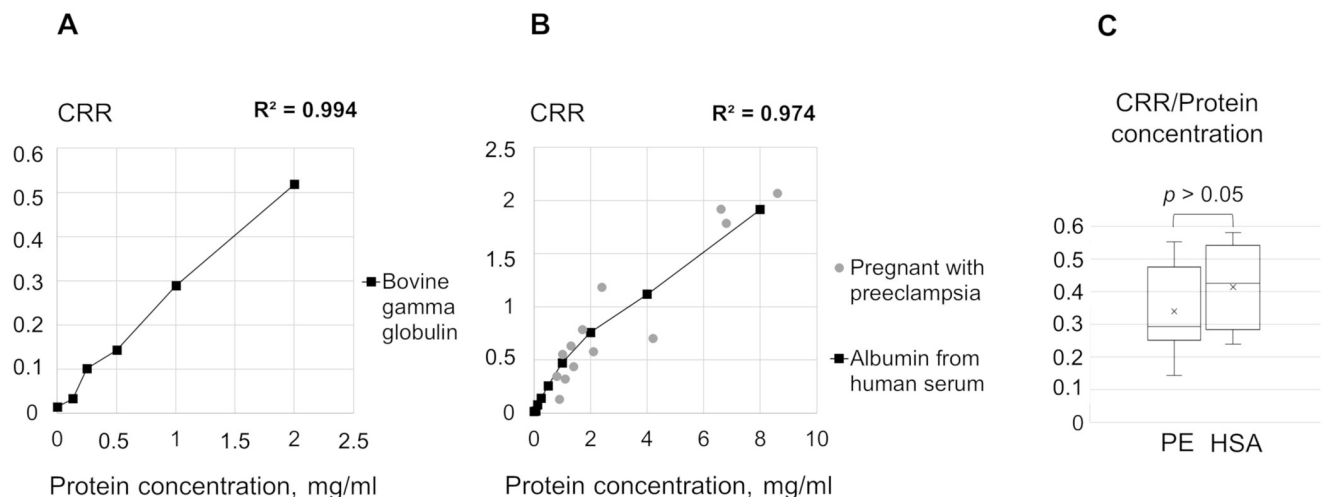 A
CRR
R² = 0.994
0.6
0.5
0.4
0.3
0.2
0.1
0
0 0.5 1 1.5 2 2.5
Bovine
gamma
globulin
Protein concentration, mg/ml
B
CRR
R² = 0.974
2.5
2
1.5
1
0.5
0
0 2 4 6 8 10
Pregnant with
preeclampsia
Albumin from
human serum
Protein concentration, mg/ml
C
CRR/Protein
concentration
p > 0.05
0.6
0.5
0.4
0.3
0.2
0.1
0
PE HSA